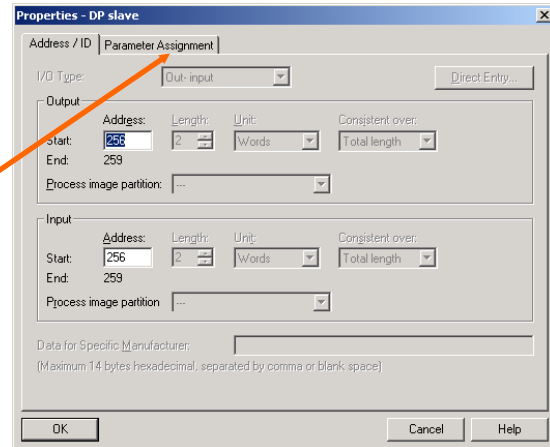 Properties - DP slave
Address / ID Parameter Assignment
I/O Type: Out- input Direct Entry...
Output
Address: Length: Unit: Consistent over:
Start: 256 2 Words Total length
End: 259
Process image partition: ---
Input
Address: Length: Unit: Consistent over:
Start: 256 2 Words Total length
End: 259
Process image partition ---
Data for Specific Manufacturer:
(Maximum 14 bytes hexadecimal, separated by comma or blank space)
OK Cancel Help